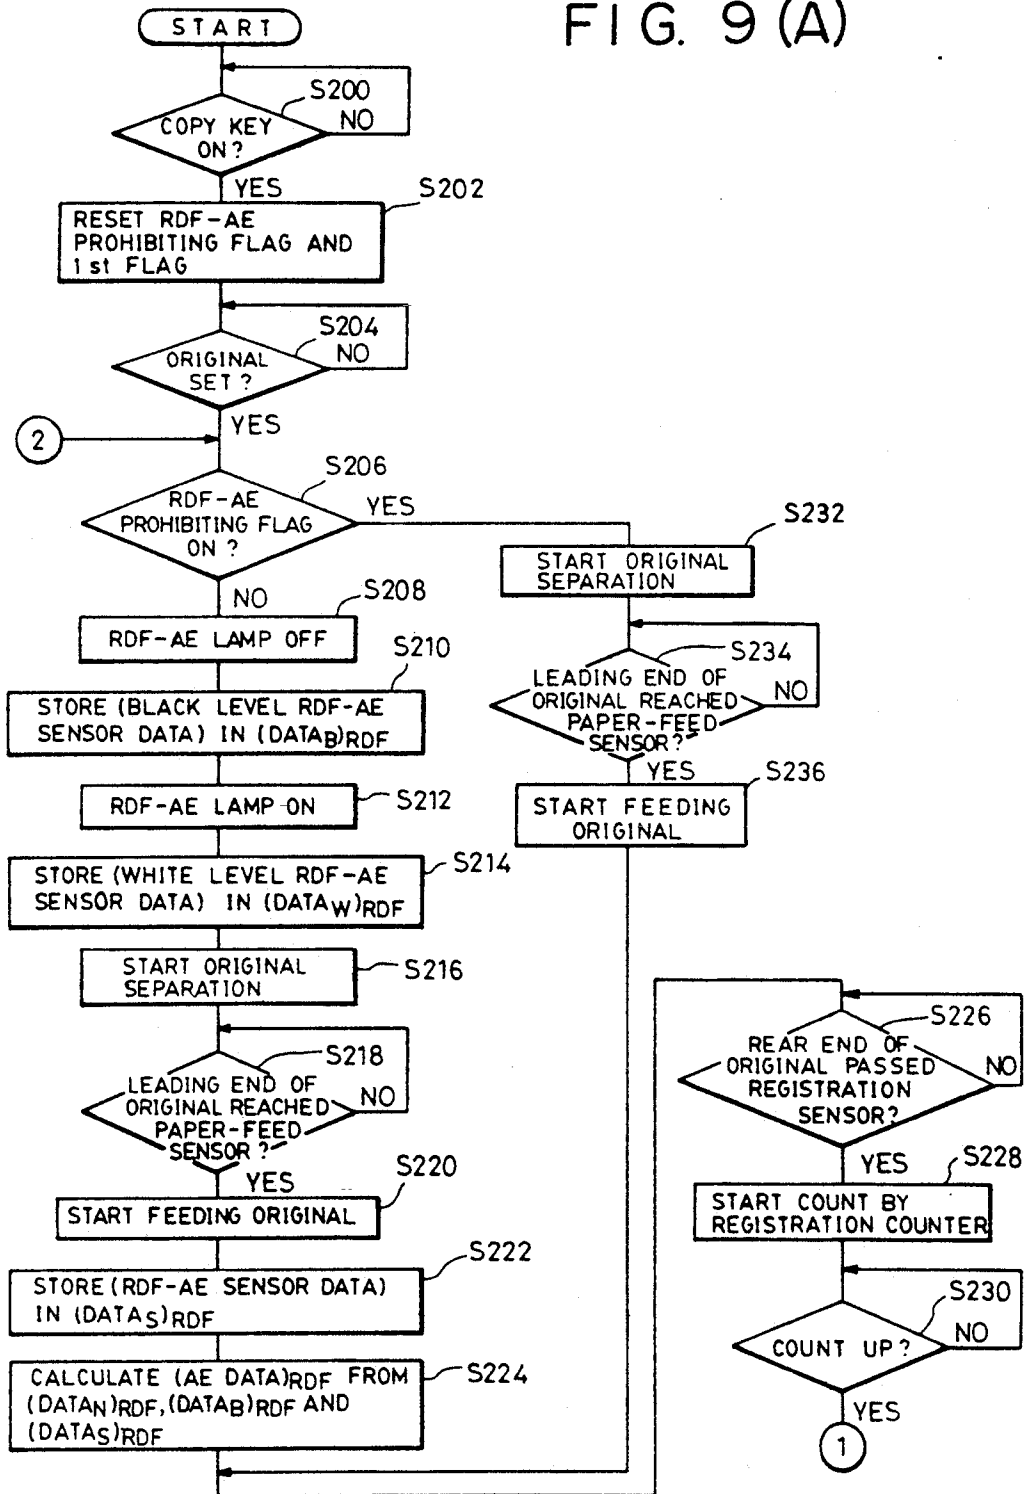 FIG. 9 (A)
START
S200
COPY KEY
ON?
NO
YES
S202
RESET RDF-AE
PROHIBITING FLAG AND
1st FLAG
S204
ORIGINAL
SET?
NO
YES
2
S206
RDF-AE
PROHIBITING FLAG
ON?
YES
NO
S208
RDF-AE LAMP OFF
S210
STORE (BLACK LEVEL RDF-AE
SENSOR DATA) IN (DATAB)RDF
S212
RDF-AE LAMP ON
S214
STORE (WHITE LEVEL RDF-AE
SENSOR DATA) IN (DATAW)RDF
S216
START ORIGINAL
SEPARATION
S218
LEADING END OF
ORIGINAL REACHED
PAPER-FEED
SENSOR?
NO
YES
S220
START FEEDING ORIGINAL
S222
STORE (RDF-AE SENSOR DATA)
IN (DATAS)RDF
S224
CALCULATE (AE DATA)RDF FROM
(DATAN)RDF, (DATAB)RDF AND
(DATAS)RDF
S232
START ORIGINAL
SEPARATION
S234
LEADING END OF
ORIGINAL REACHED
PAPER-FEED
SENSOR?
NO
YES
S236
START FEEDING
ORIGINAL
S226
REAR END OF
ORIGINAL PASSED
REGISTRATION
SENSOR?
NO
YES
S228
START COUNT BY
REGISTRATION COUNTER
S230
COUNT UP?
NO
YES
1